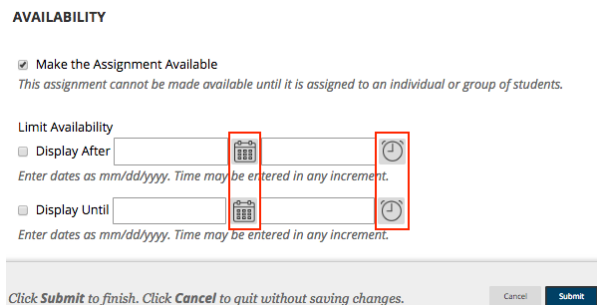 AVAILABILITY
Make the Assignment Available
This assignment cannot be made available until it is assigned to an individual or group of students.
Limit Availability
Display After
Enter dates as mm/dd/yyyy. Time may be entered in any increment.
Display Until
Enter dates as mm/dd/yyyy. Time may be entered in any increment.
Click Submit to finish. Click Cancel to quit without saving changes.
Cancel
Submit